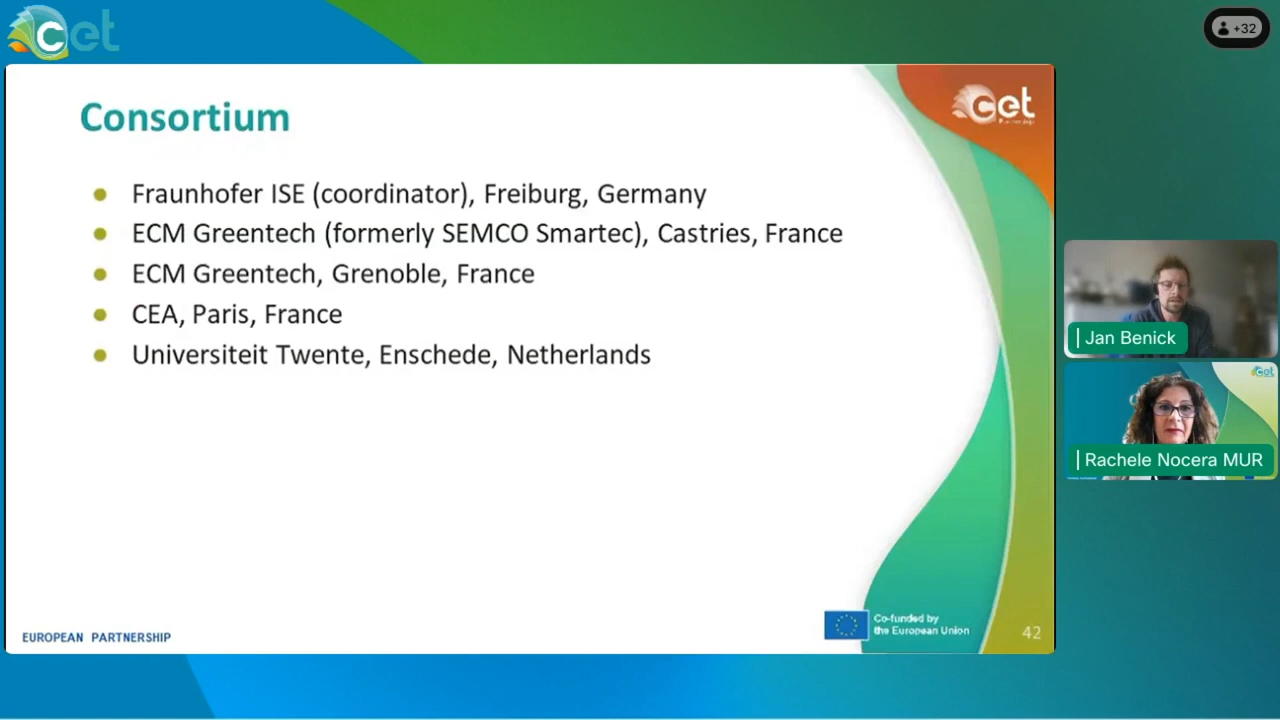 cet
+32
Consortium
cet
Fraunhofer ISE (coordinator), Freiburg, Germany
ECM Greentech (formerly SEMCO Smartec), Castries, France
ECM Greentech, Grenoble, France
CEA, Paris, France
Universiteit Twente, Enschede, Netherlands
Jan Benick
cet
Rachele Nocera MUR
EUROPEAN PARTNERSHIP
Co-funded by
the European Union
42